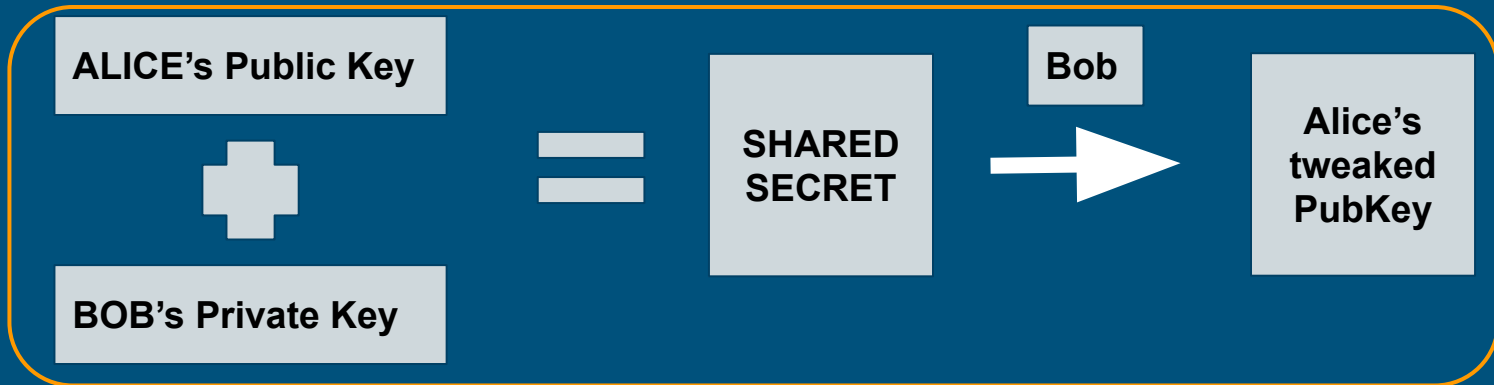 ALICE’s Public Key
BOB’s Private Key
SHARED
SECRET
Bob
Alice’s
tweaked
PubKey